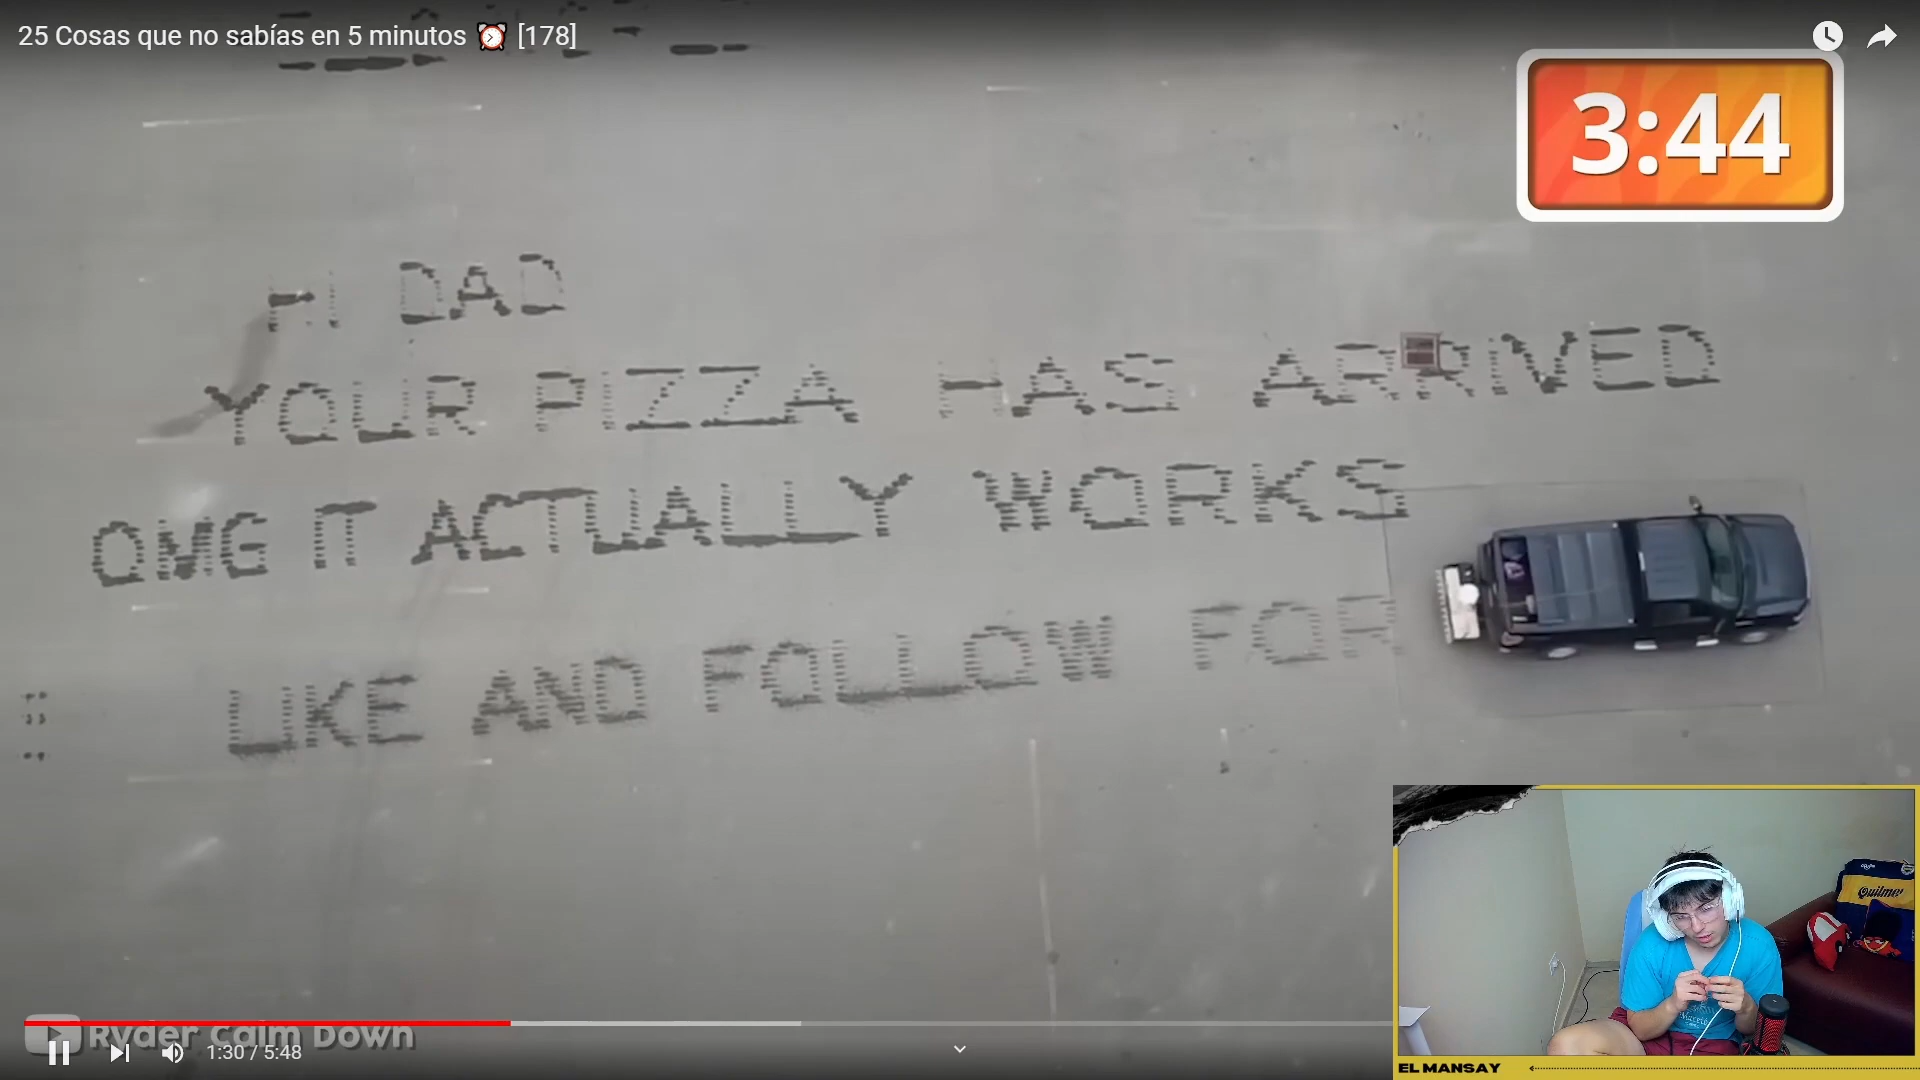 25 Cosas que no sabías en 5 minutos ⏰ [178]
3:44
HI DAD
YOUR PIZZA HAS ARRIVED
OMG IT ACTUALLY WORKS
LIKE AND FOLLOW FOR
Quilmes
Ryder Calm Down
1:30 / 5:48
EL MANSAY